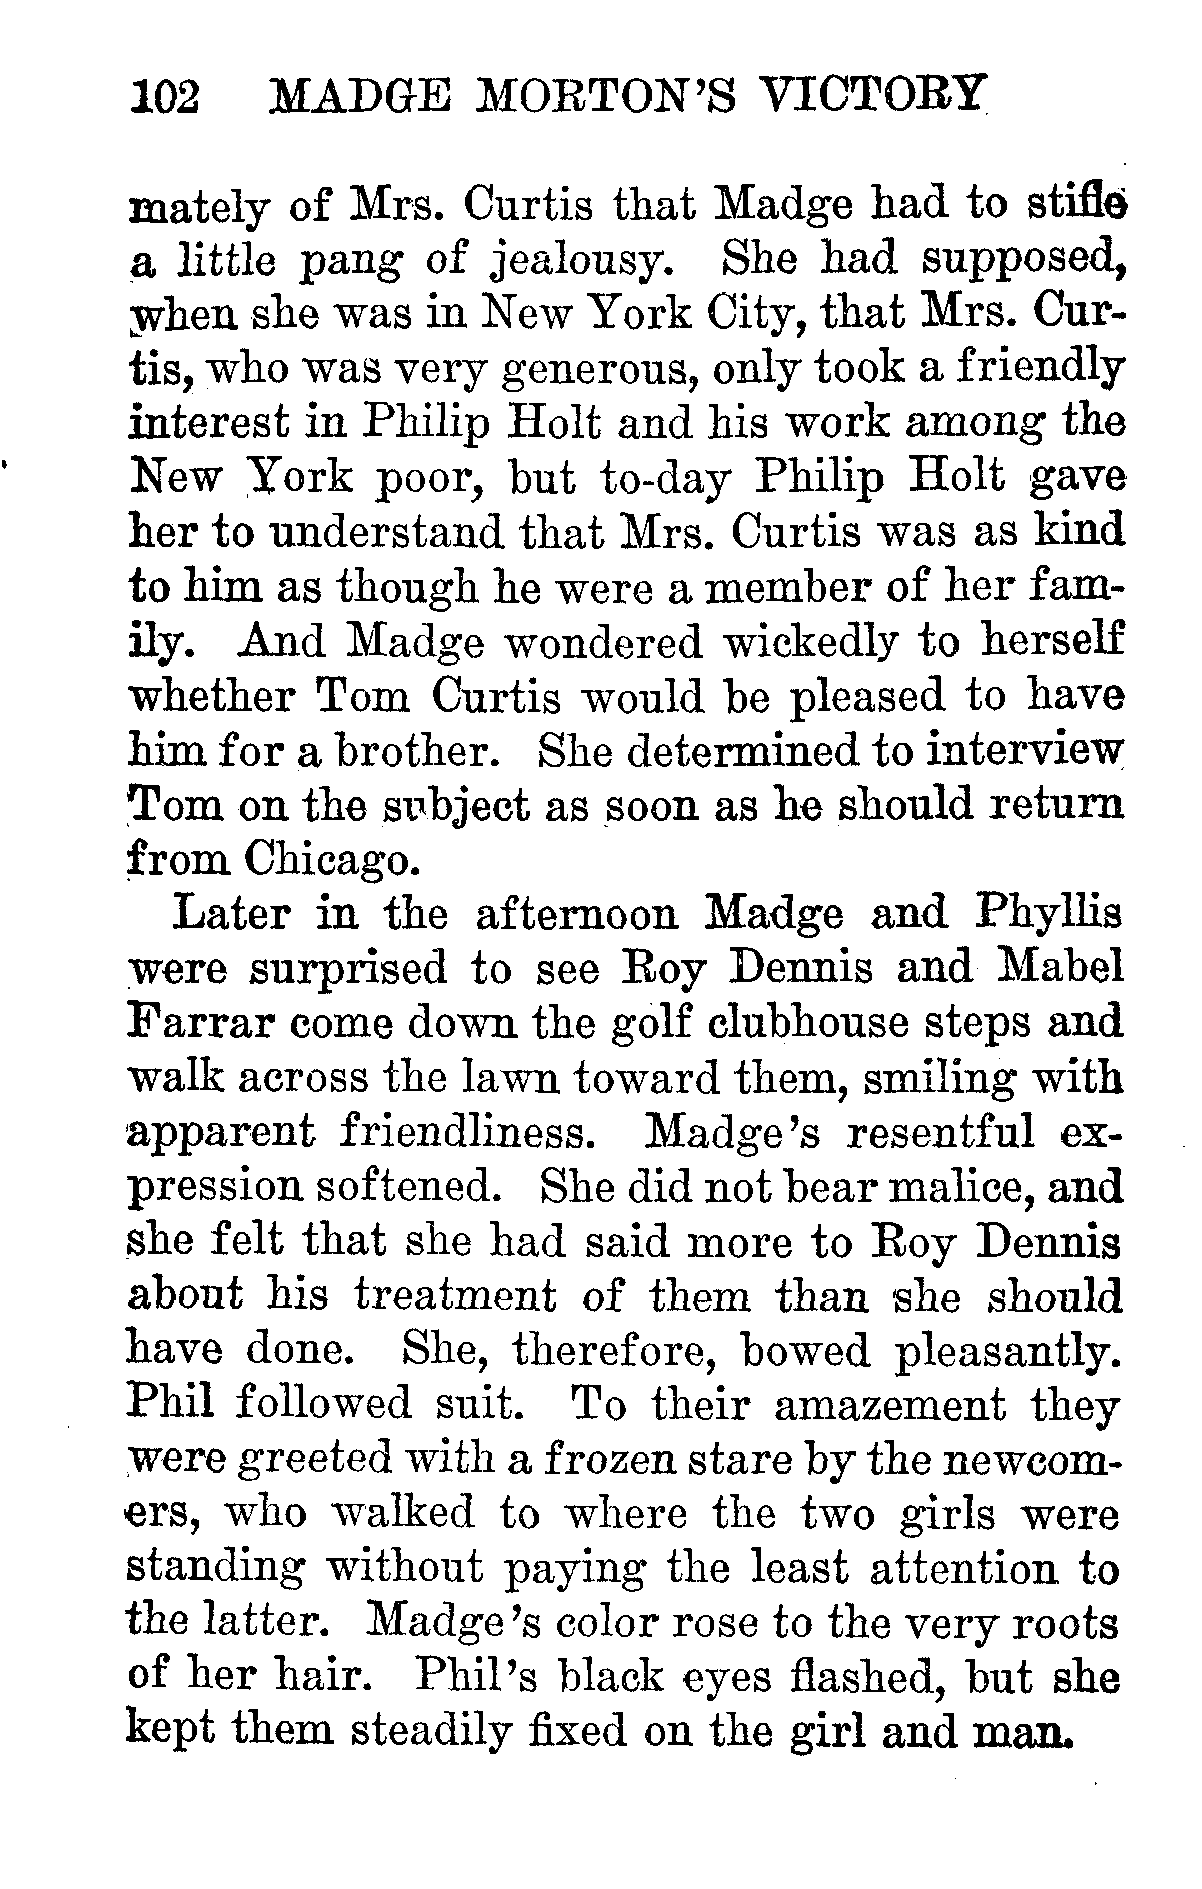 102 MADGE MORTON'S VICTORY
mately of Mrs. Curtis that Madge had to stifle
a little pang of jealousy. She had supposed,
when she was in New York City, that Mrs. Cur-
tis, who was very generous, only took a friendly
interest in Philip Holt and his work among the
New York poor, but to-day Philip Holt gave
her to understand that Mrs. Curtis was as kind
to him as though he were a member of her fam-
ily. And Madge wondered wickedly to herself
whether Tom Curtis would be pleased to have
him for a brother. She determined to interview
Tom on the subject as soon as he should return
from Chicago.
Later in the afternoon Madge and Phyllis
were surprised to see Roy Dennis and Mabel
Farrar come down the golf clubhouse steps and
walk across the lawn toward them, smiling with
apparent friendliness. Madge's resentful ex-
pression softened. She did not bear malice, and
she felt that she had said more to Roy Dennis
about his treatment of them than she should
have done. She, therefore, bowed pleasantly.
Phil followed suit. To their amazement they
were greeted with a frozen stare by the newcom-
ers, who walked to where the two girls were
standing without paying the least attention to
the latter. Madge's color rose to the very roots
of her hair. Phil's black eyes flashed, but she
kept them steadily fixed on the girl and man.